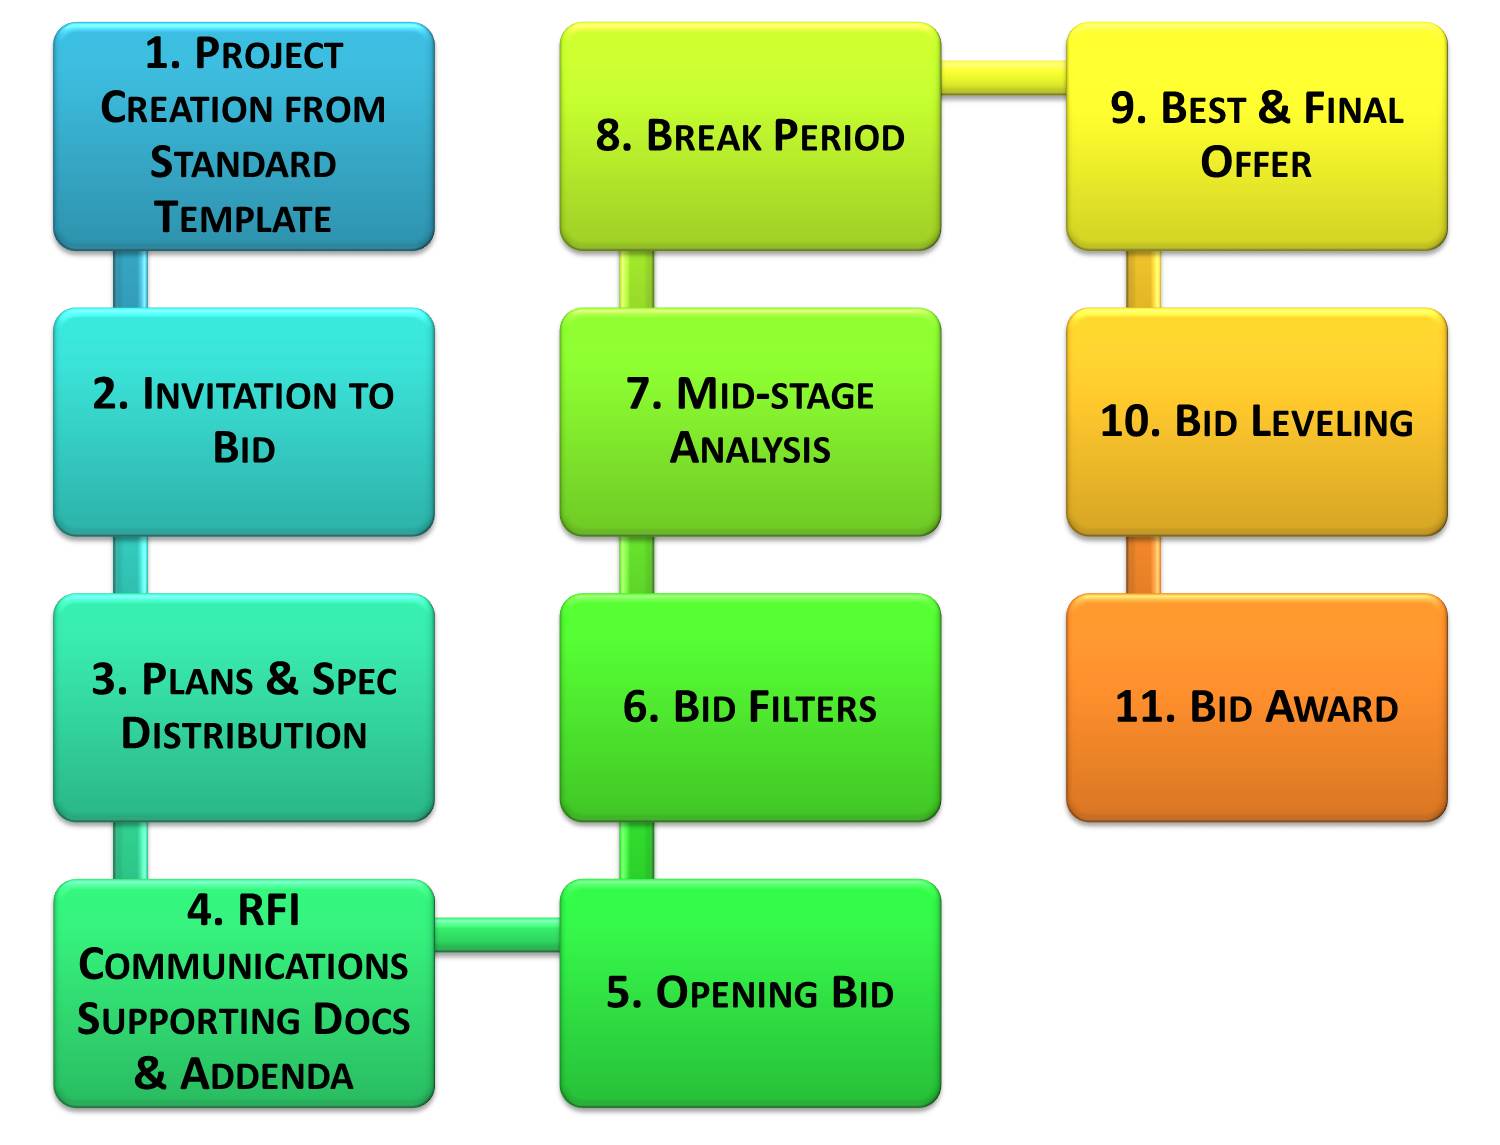 1. Project
Creation from
Standard
Template
2. Invitation to
Bid
3. Plans & Spec
Distribution
4. RFI
Communications
Supporting Docs
& Addenda
5. Opening Bid
6. Bid Filters
7. Mid-stage
Analysis
8. Break Period
9. Best & Final
Offer
10. Bid Leveling
11. Bid Award